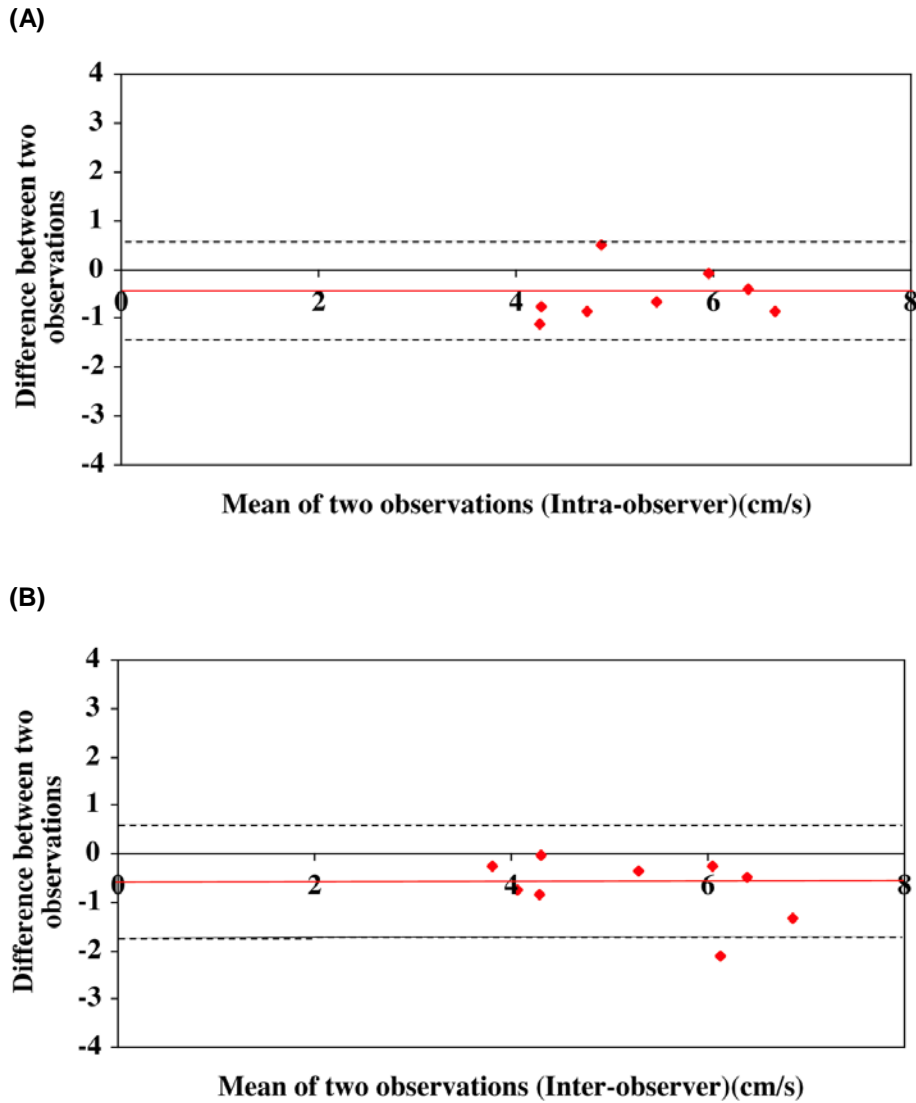 (A)
4
3
2
1
0
-1
-2
-3
-4
0 2 4 6 8
Difference between two
observations
Mean of two observations (Intra-observer)(cm/s)
(B)
4
3
2
1
0
-1
-2
-3
-4
0 2 4 6 8
Difference between two
observations
Mean of two observations (Inter-observer)(cm/s)